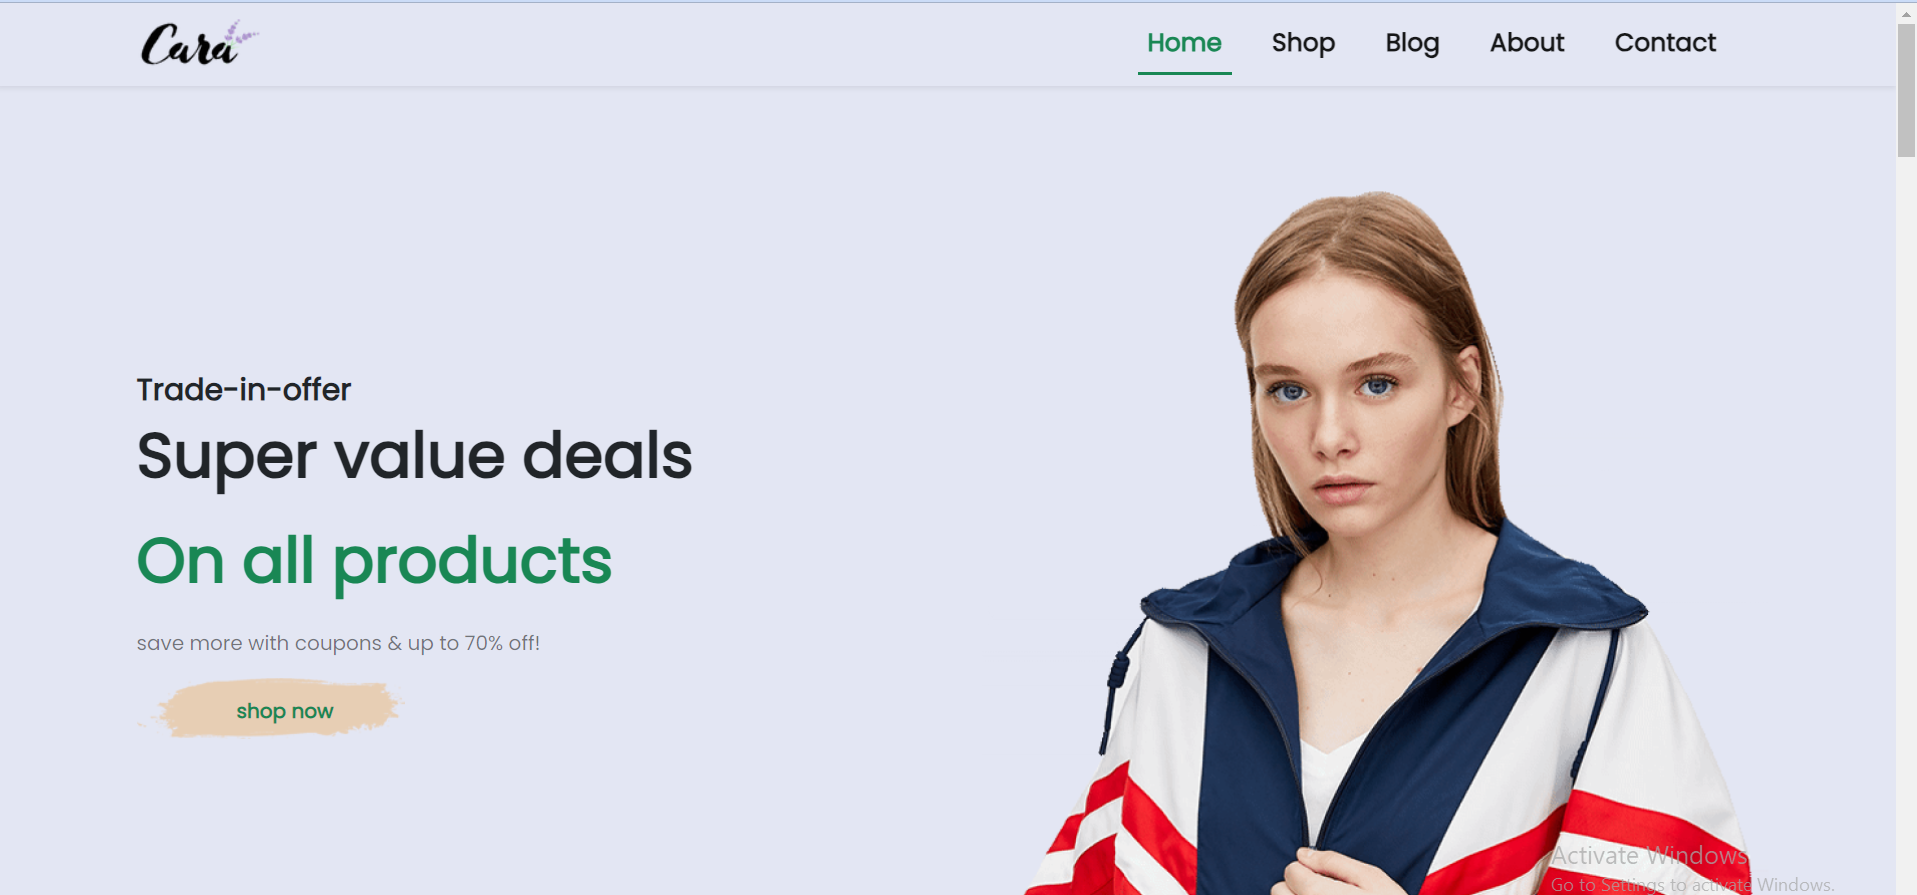 Cara
Home Shop Blog About Contact
Trade-in-offer
Super value deals
On all products
save more with coupons & up to 70% off!
shop now
Activate Windows
Go to Settings to activate Windows.